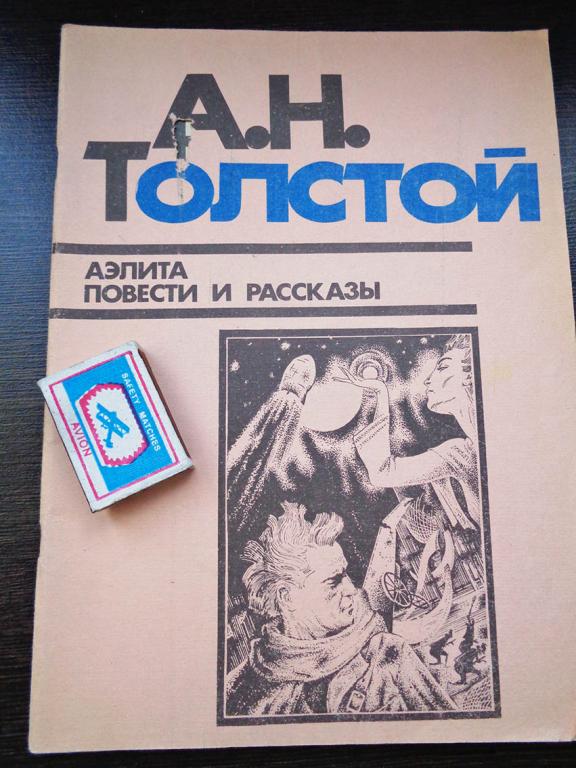 А.Н.
ТОЛСТОЙ
АЭЛИТА
ПОВЕСТИ И РАССКАЗЫ
SAFETY MATCHES
AVION